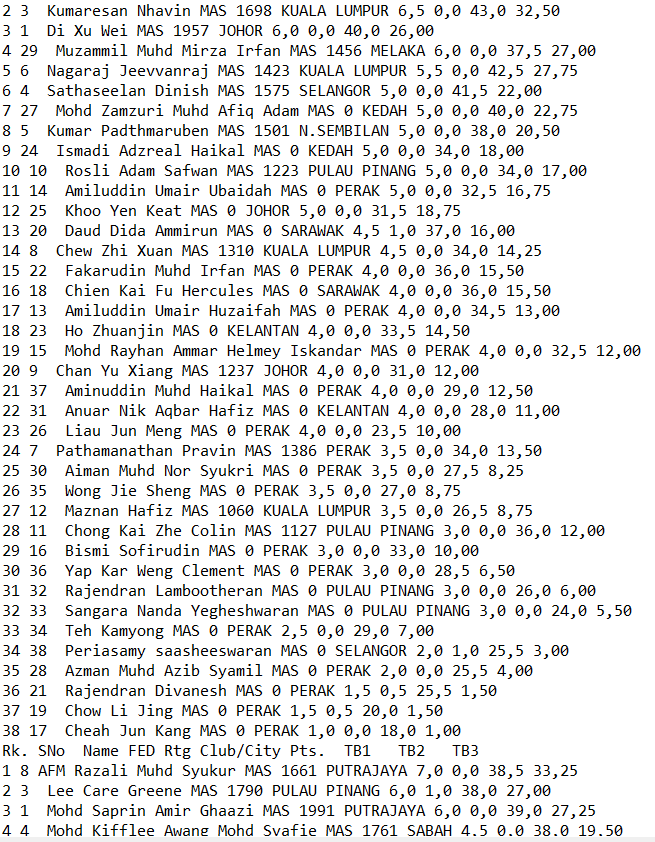 2 3 Kumaresan Nhavin MAS 1698 KUALA LUMPUR 6,5 0,0 43,0 32,50
3 1 Di Xu Wei MAS 1957 JOHOR 6,0 0,0 40,0 26,00
4 29 Muzammil Muhd Mirza Irfan MAS 1456 MELAKA 6,0 0,0 37,5 27,00
5 6 Nagaraj Jeevvanraj MAS 1423 KUALA LUMPUR 5,5 0,0 42,5 27,75
6 4 Sathaseelan Dinish MAS 1575 SELANGOR 5,0 0,0 41,5 22,00
7 27 Mohd Zamzuri Muhd Afiq Adam MAS 0 KEDAH 5,0 0,0 40,0 22,75
8 5 Kumar Padthmaruben MAS 1501 N.SEMBILAN 5,0 0,0 38,0 20,50
9 24 Ismadi Adzreal Haikal MAS 0 KEDAH 5,0 0,0 34,0 18,00
10 10 Rosli Adam Safwan MAS 1223 PULAU PINANG 5,0 0,0 34,0 17,00
11 14 Amiluddin Umair Ubaidah MAS 0 PERAK 5,0 0,0 32,5 16,75
12 25 Khoo Yen Keat MAS 0 JOHOR 5,0 0,0 31,5 18,75
13 20 Daud Dida Ammirun MAS 0 SARAWAK 4,5 1,0 37,0 16,00
14 8 Chew Zhi Xuan MAS 1310 KUALA LUMPUR 4,5 0,0 34,0 14,25
15 22 Fakarudin Muhd Irfan MAS 0 PERAK 4,0 0,0 36,0 15,50
16 18 Chien Kai Fu Hercules MAS 0 SARAWAK 4,0 0,0 36,0 15,50
17 13 Amiluddin Umair Huzaifah MAS 0 PERAK 4,0 0,0 34,5 13,00
18 23 Ho Zhuanjin MAS 0 KELANTAN 4,0 0,0 33,5 14,50
19 15 Mohd Rayhan Ammar Helmey Iskandar MAS 0 PERAK 4,0 0,0 32,5 12,00
20 9 Chan Yu Xiang MAS 1237 JOHOR 4,0 0,0 31,0 12,00
21 37 Aminuddin Muhd Haikal MAS 0 PERAK 4,0 0,0 29,0 12,50
22 31 Anuar Nik Aqbar Hafiz MAS 0 KELANTAN 4,0 0,0 28,0 11,00
23 26 Liau Jun Meng MAS 0 PERAK 4,0 0,0 23,5 10,00
24 7 Pathamanathan Pravin MAS 1386 PERAK 3,5 0,0 34,0 13,50
25 30 Aiman Muhd Nor Syukri MAS 0 PERAK 3,5 0,0 27,5 8,25
26 35 Wong Jie Sheng MAS 0 PERAK 3,5 0,0 27,0 8,75
27 12 Maznan Hafiz MAS 1060 KUALA LUMPUR 3,5 0,0 26,5 8,75
28 11 Chong Kai Zhe Colin MAS 1127 PULAU PINANG 3,0 0,0 36,0 12,00
29 16 Bismi Sofirudin MAS 0 PERAK 3,0 0,0 33,0 10,00
30 36 Yap Kar Weng Clement MAS 0 PERAK 3,0 0,0 28,5 6,50
31 32 Rajendran Lambootheran MAS 0 PULAU PINANG 3,0 0,0 26,0 6,00
32 33 Sangara Nanda Yegheshwaran MAS 0 PULAU PINANG 3,0 0,0 24,0 5,50
33 34 Teh Kamyong MAS 0 PERAK 2,5 0,0 29,0 7,00
34 38 Periasamy saasheeswaran MAS 0 SELANGOR 2,0 1,0 25,5 3,00
35 28 Azman Muhd Azib Syamil MAS 0 PERAK 2,0 0,0 25,5 4,00
36 21 Rajendran Divanesh MAS 0 PERAK 1,5 0,5 25,5 1,50
37 19 Chow Li Jing MAS 0 PERAK 1,5 0,5 20,0 1,50
38 17 Cheah Jun Kang MAS 0 PERAK 1,0 0,0 18,0 1,00
Rk. SNo Name FED Rtg Club/City Pts. TB1 TB2 TB3
1 8 AFM Razali Muhd Syukur MAS 1661 PUTRAJAYA 7,0 0,0 38,5 33,25
2 3 Lee Care Greene MAS 1790 PULAU PINANG 6,0 1,0 38,0 27,00
3 1 Mohd Saprin Amir Ghaazi MAS 1991 PUTRAJAYA 6,0 0,0 39,0 27,25
4 4 Mohd Kifflee Awang Mohd Syafie MAS 1761 SABAH 4,5 0,0 38,0 19,50